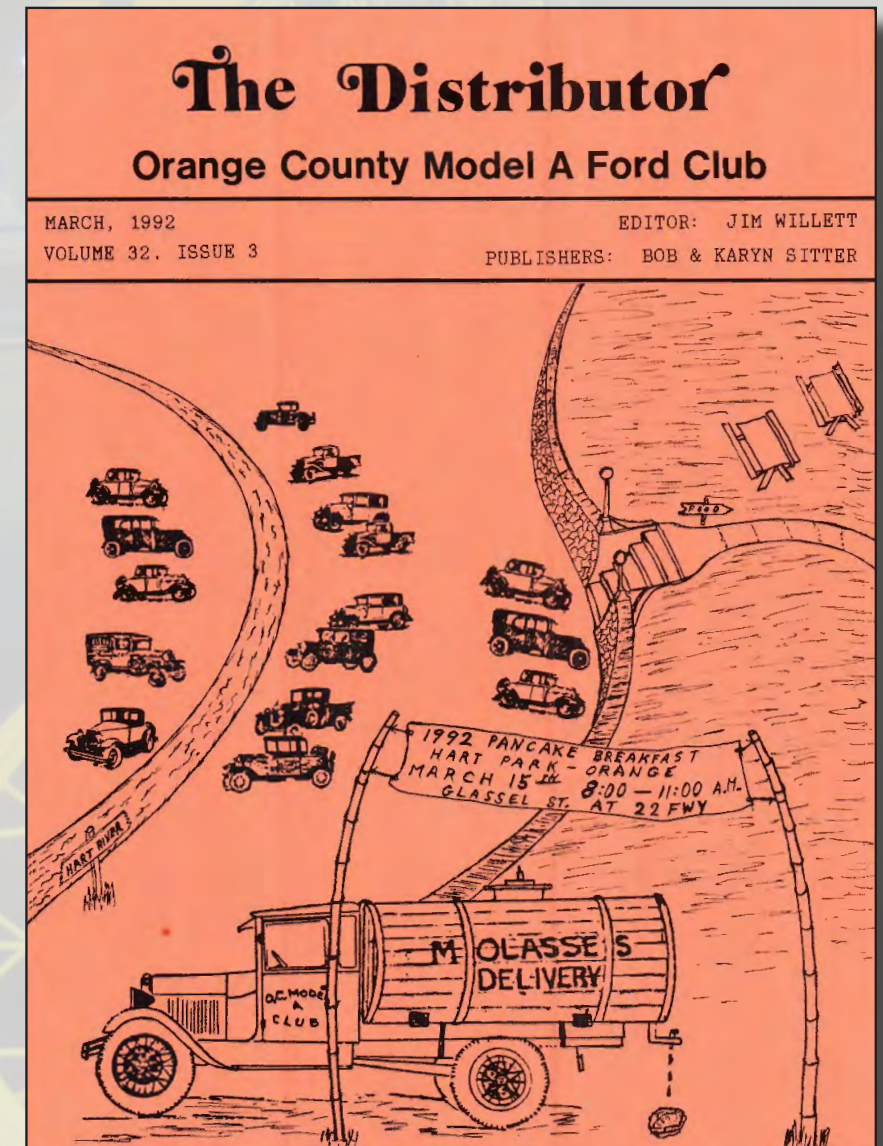 The Distributor
Orange County Model A Ford Club
MARCH, 1992
VOLUME 32. ISSUE 3
EDITOR: JIM WILLETT
PUBLISHERS: BOB & KARYN SITTER
FOOD
1992 PANCAKE BREAKFAST
HART PARK - ORANGE
MARCH 15TH 8:00 - 11:00 A.M.
GLASSEL ST. AT 22 FWY
HART RIVER
MOLASSES
DELIVERY
O.C. MODEL
A
CLUB